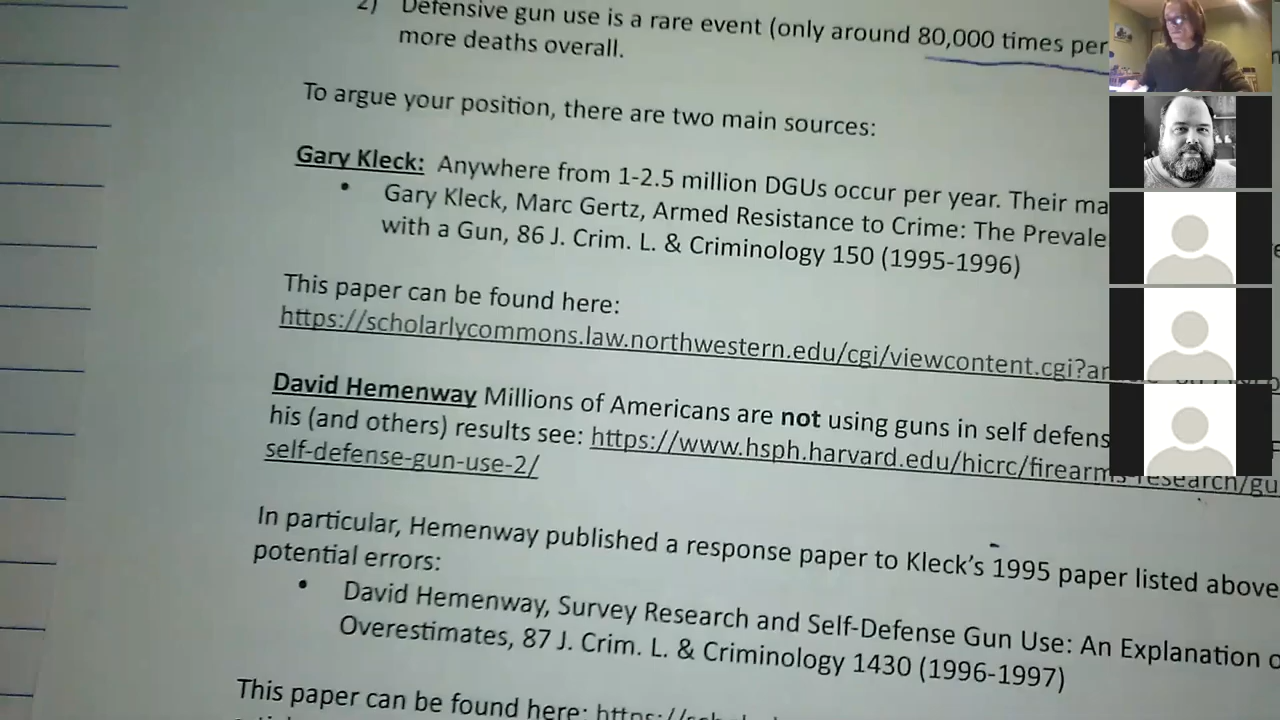 2) Defensive gun use is a rare event (only around 80,000 times per
more deaths overall.
To argue your position, there are two main sources:
Gary Kleck: Anywhere from 1-2.5 million DGUs occur per year. Their ma
• Gary Kleck, Marc Gertz, Armed Resistance to Crime: The Prevale
with a Gun, 86 J. Crim. L. & Criminology 150 (1995-1996)
This paper can be found here:
https://scholarlycommons.law.northwestern.edu/cgi/viewcontent.cgi?ar
David Hemenway Millions of Americans are not using guns in self defens
his (and others) results see: https://www.hsph.harvard.edu/hicrc/firearms-research/gu
self-defense-gun-use-2/
In particular, Hemenway published a response paper to Kleck's 1995 paper listed above
potential errors:
• David Hemenway, Survey Research and Self-Defense Gun Use: An Explanation o
Overestimates, 87 J. Crim. L. & Criminology 1430 (1996-1997)
This paper can be found here: